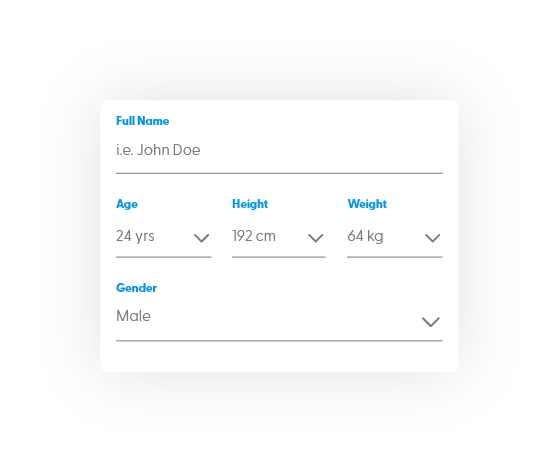 Full Name
i.e. John Doe
Age Height Weight
24 yrs 192 cm 64 kg
Gender
Male